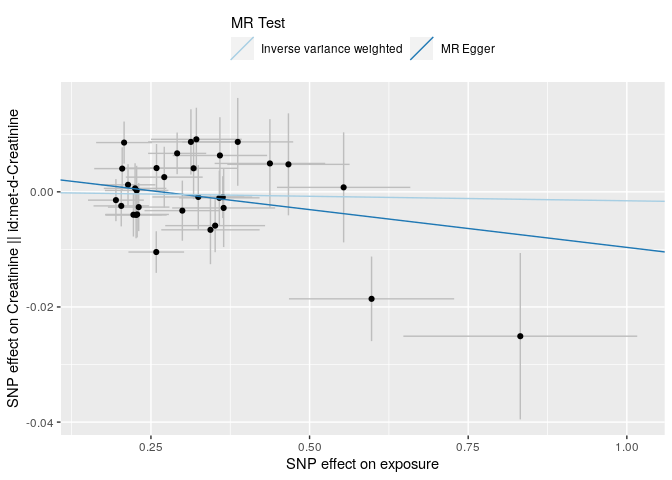 MR Test
Inverse variance weighted MR Egger
SNP effect on Creatinine || id:met-d-Creatinine
0.00
-0.02
-0.04
0.25 0.50 0.75 1.00
SNP effect on exposure